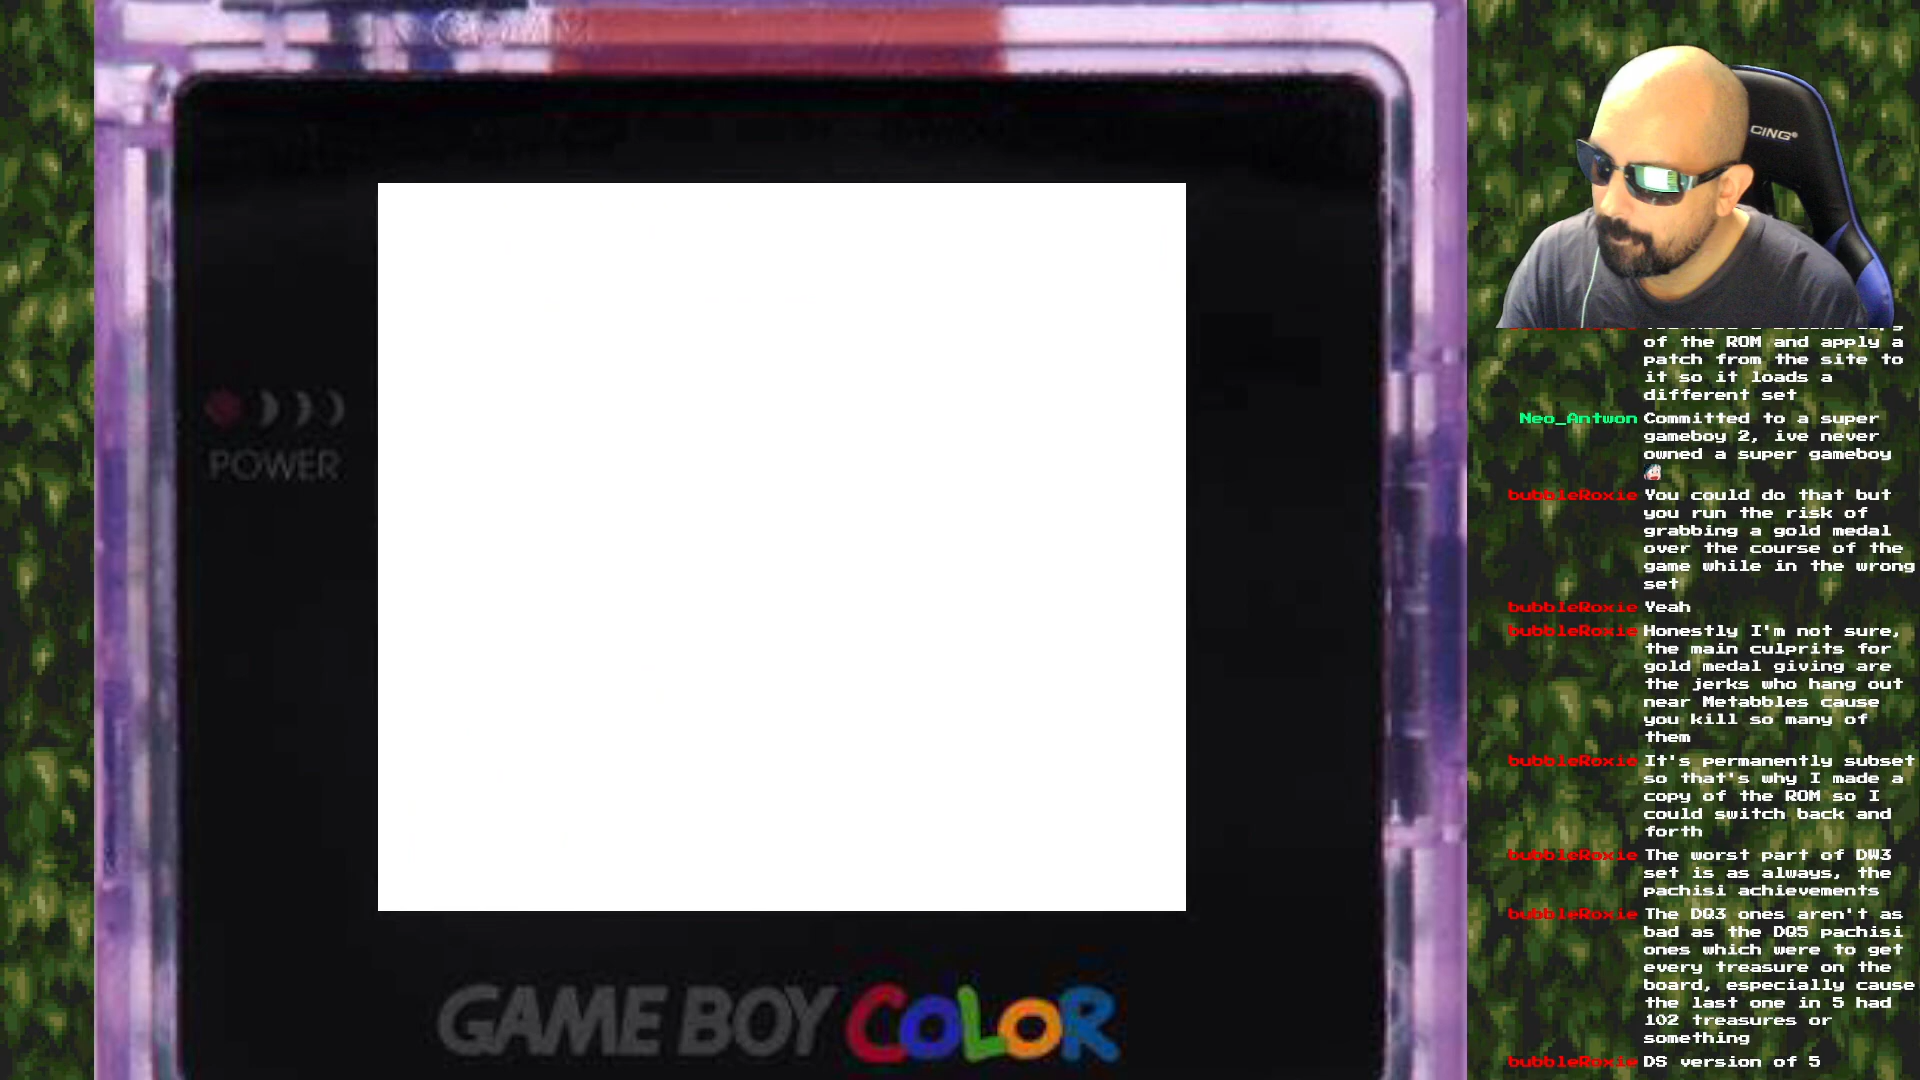 CING®
POWER
of the ROM and apply a
patch from the site to
it so it loads a
different set
Neo_Antwon Committed to a super
gameboy 2, ive never
owned a super gameboy
bubbleRoxie You could do that but
you run the risk of
grabbing a gold medal
over the course of the
game while in the wrong
set
bubbleRoxie Yeah
bubbleRoxie Honestly I'm not sure,
the main culprits for
gold medal giving are
the jerks who hang out
near Metabbles cause
you kill so many of
them
bubbleRoxie It's permanently subset
so that's why I made a
copy of the ROM so I
could switch back and
forth
bubbleRoxie The worst part of DW3
set is as always, the
pachisi achievements
bubbleRoxie The DQ3 ones aren't as
bad as the DQ5 pachisi
ones which were to get
every treasure on the
board, especially cause
the last one in 5 had
102 treasures or
something
bubbleRoxie DS version of 5
GAME BOY COLOR